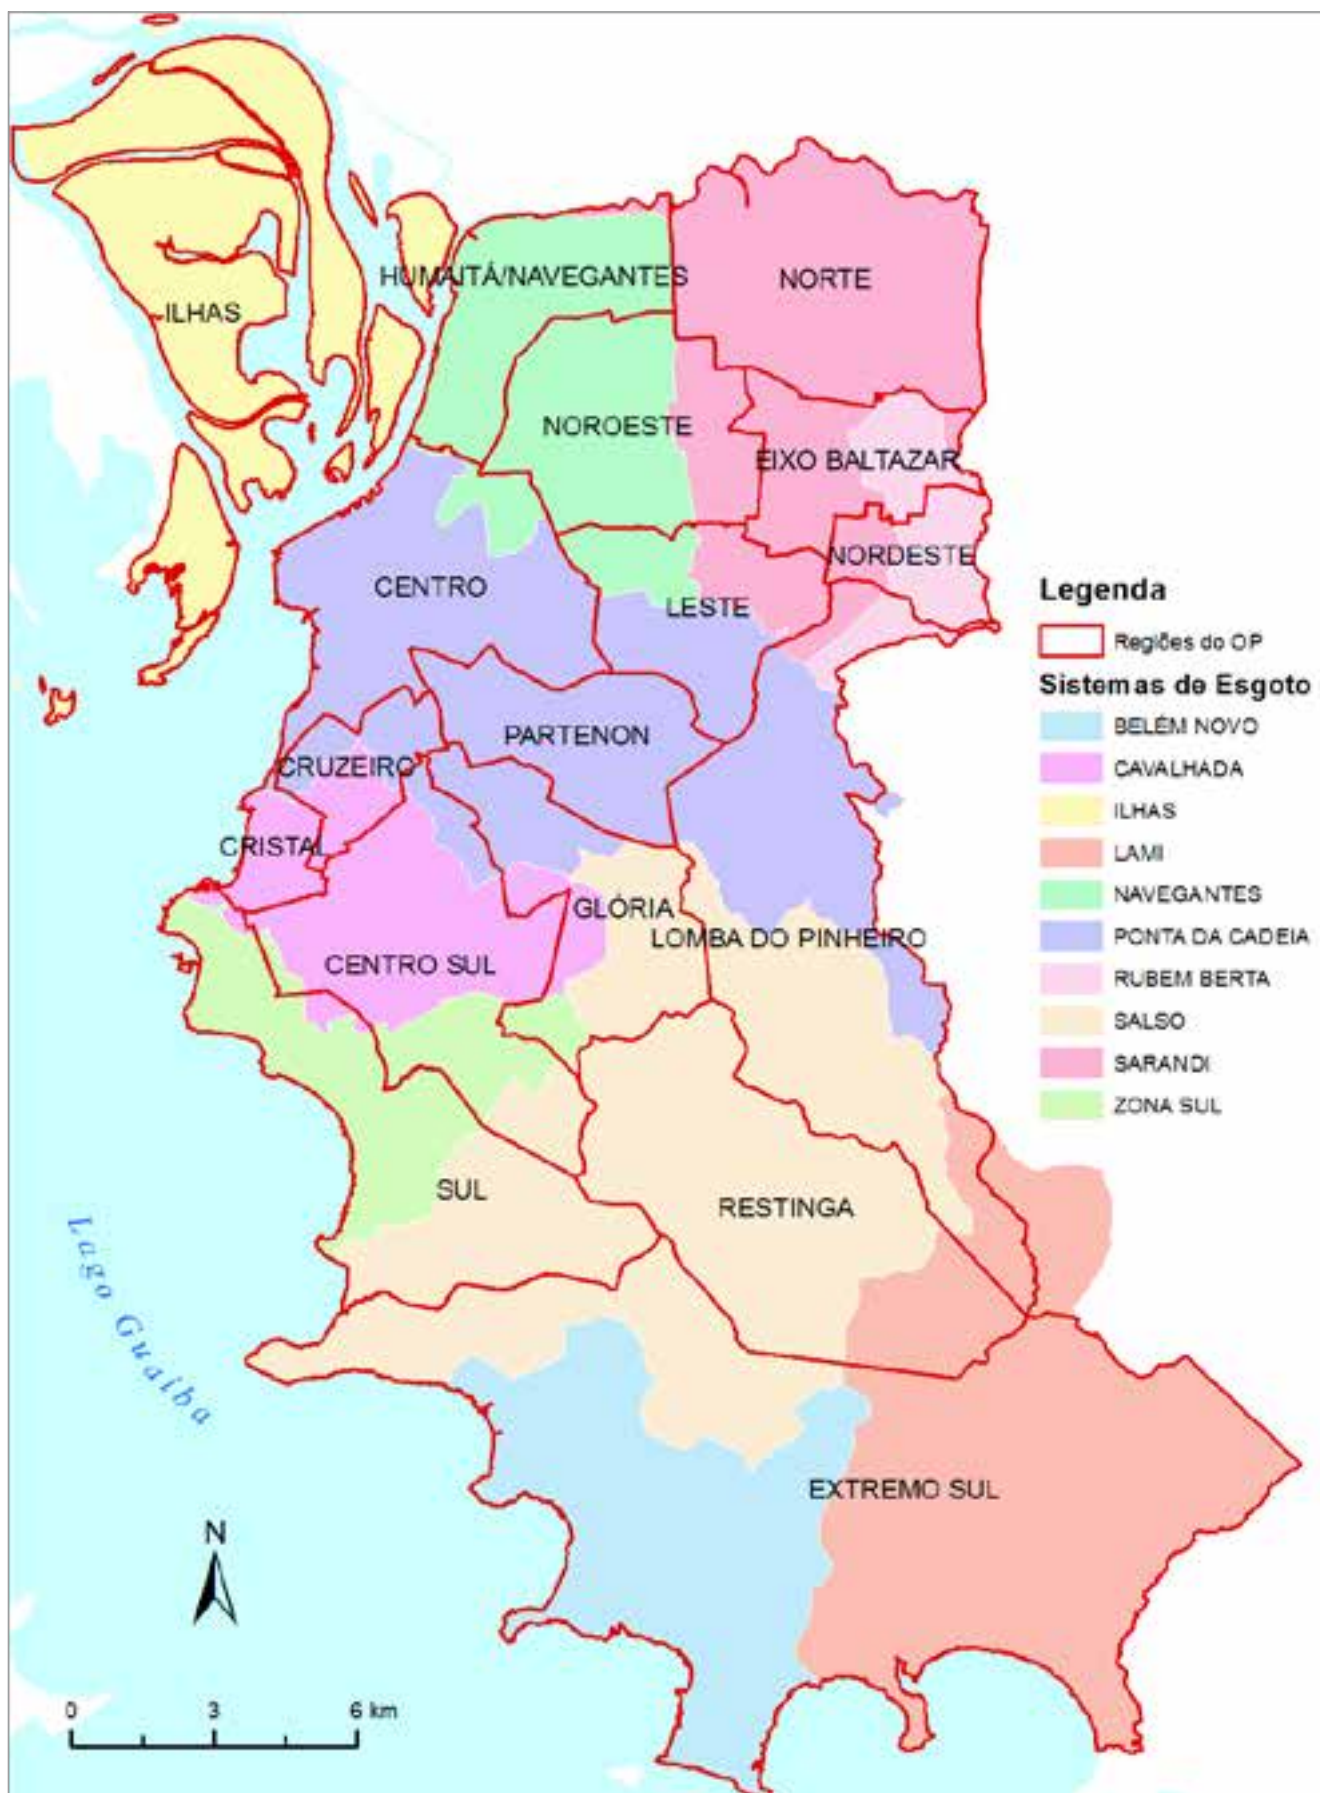 HUMAITÁ/NAVEGANTES
NORTE
ILHAS
NOROESTE
EIXO BALTAZAR
NORDESTE
CENTRO
LESTE
PARTENON
CRUZEIRO
CRISTAL
GLÓRIA
LOMBA DO PINHEIRO
CENTRO SUL
SUL
RESTINGA
EXTREMO SUL
Lago Guaiba
N
0 3 6 km
Legenda
Regiões do OP
Sistemas de Esgoto
BELÉM NOVO
CAVALHADA
ILHAS
LAMI
NAVEGANTES
PONTA DA CADEIA
RUBEM BERTA
SALSO
SARANDI
ZONA SUL